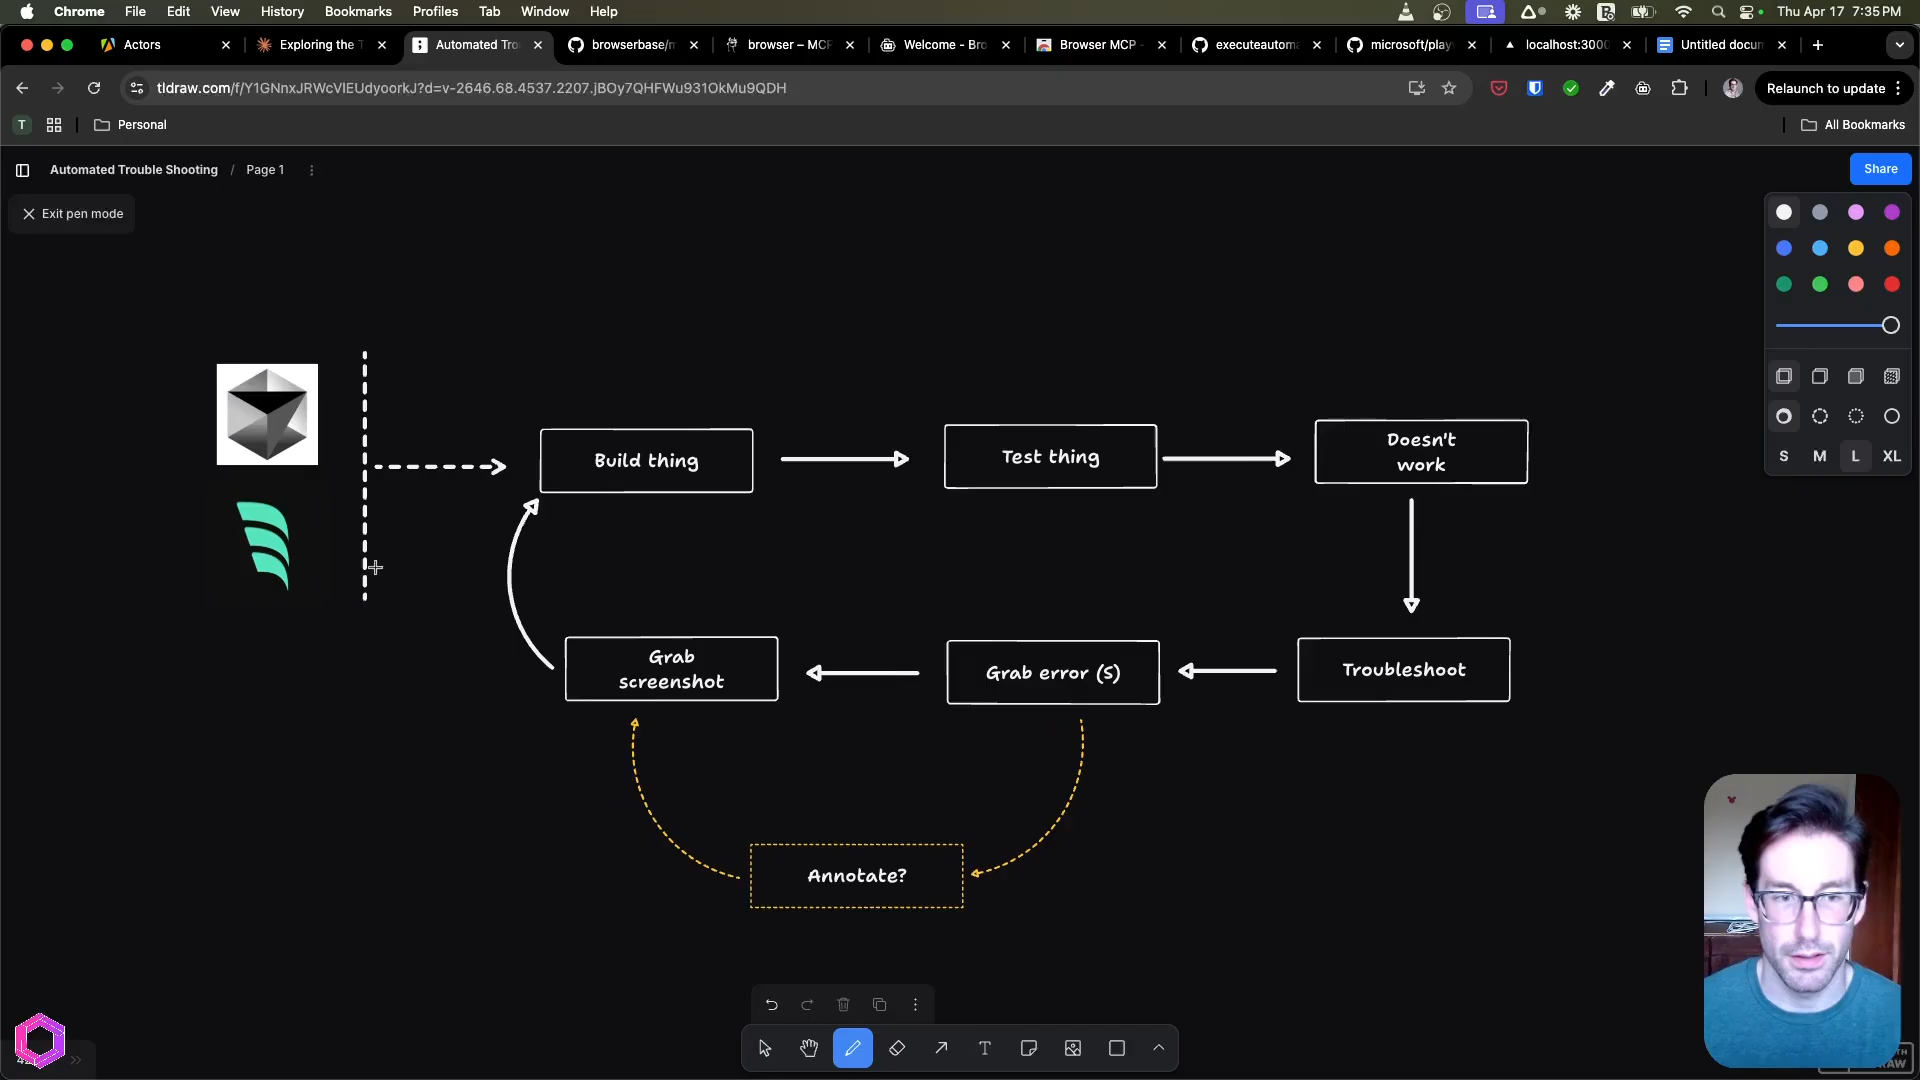 Chrome File Edit View History Bookmarks Profiles Tab Window Help Thu Apr 17 7:35 PM
Actors Exploring the T Automated Tro browserbase/m browser – MCP Welcome - Bro Browser MCP - executeautoma microsoft/play localhost:3000 Untitled docum
tldraw.com/f/Y1GNnxJRWcVIEUdyoorkJ?d=v-2646.68.4537.2207.jBOy7QHFWu931OkMu9QDH Relaunch to update
T Personal All Bookmarks
Automated Trouble Shooting / Page 1 Share
Exit pen mode
Build thing
Test thing
Doesn't
work
S M L XL
Grab
screenshot
Grab error (S)
Troubleshoot
Annotate?